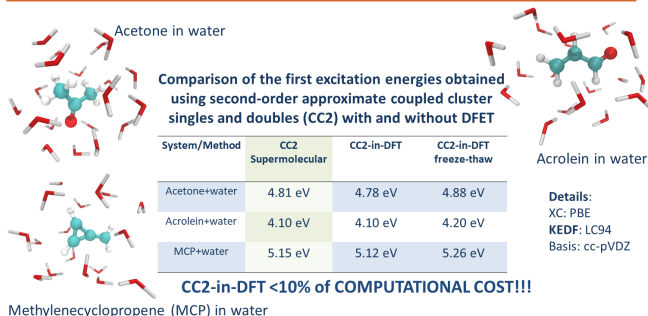 Acetone in water
Comparison of the first excitation energies obtained
using second-order approximate coupled cluster
singles and doubles (CC2) with and without DFET
System/Method CC2 Supermolecular CC2-in-DFT CC2-in-DFT freeze-thaw
Acetone+water 4.81 eV 4.78 eV 4.88 eV
Acrolein+water 4.10 eV 4.10 eV 4.20 eV
MCP+water 5.15 eV 5.12 eV 5.26 eV
Acrolein in water
Details:
XC: PBE
KEDF: LC94
Basis: cc-pVDZ
CC2-in-DFT <10% of COMPUTATIONAL COST!!!
Methylenecyclopropene (MCP) in water